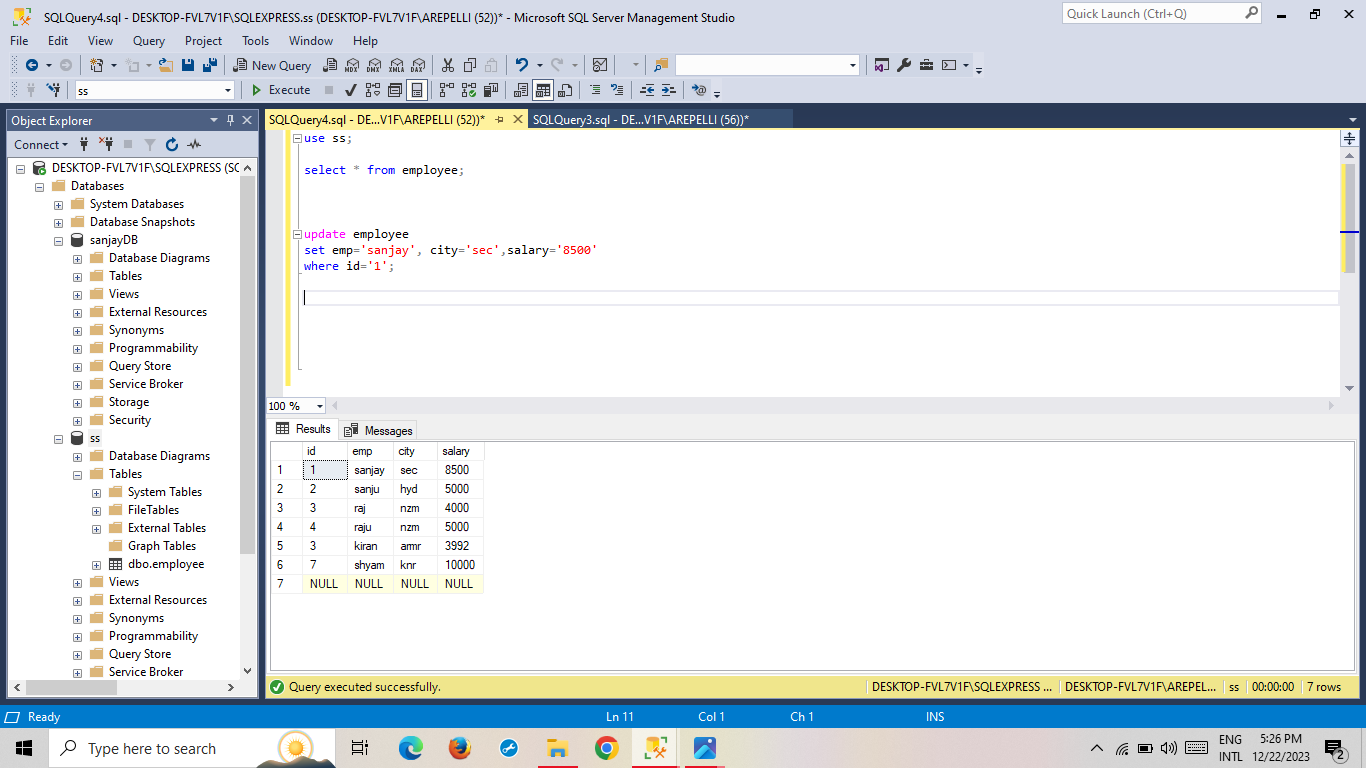 SQLQuery4.sql - DESKTOP-FVL7V1F\SQLEXPRESS.ss (DESKTOP-FVL7V1F\AREPELLI (52))* - Microsoft SQL Server Management Studio
Quick Launch (Ctrl+Q)
File Edit View Query Project Tools Window Help
New Query MDX DMX XMLA DAX
ss Execute
Object Explorer
Connect
DESKTOP-FVL7V1F\SQLEXPRESS (SQ
Databases
System Databases
Database Snapshots
sanjayDB
Database Diagrams
Tables
Views
External Resources
Synonyms
Programmability
Query Store
Service Broker
Storage
Security
ss
Database Diagrams
Tables
System Tables
FileTables
External Tables
Graph Tables
dbo.employee
Views
External Resources
Synonyms
Programmability
Query Store
Service Broker
SQLQuery4.sql - DE...V1F\AREPELLI (52))* SQLQuery3.sql - DE...V1F\AREPELLI (56))*
use ss;
select * from employee;
update employee
set emp='sanjay', city='sec',salary='8500'
where id='1';
100 %
Results Messages
id emp city salary
1 1 sanjay sec 8500
2 2 sanju hyd 5000
3 3 raj nzm 4000
4 4 raju nzm 5000
5 3 kiran amr 3992
6 7 shyam knr 10000
7 NULL NULL NULL NULL
Query executed successfully. DESKTOP-FVL7V1F\SQLEXPRESS ... DESKTOP-FVL7V1F\AREPEL... ss 00:00:00 7 rows
Ready Ln 11 Col 1 Ch 1 INS
Type here to search
ENG
INTL
5:26 PM
12/22/2023
2